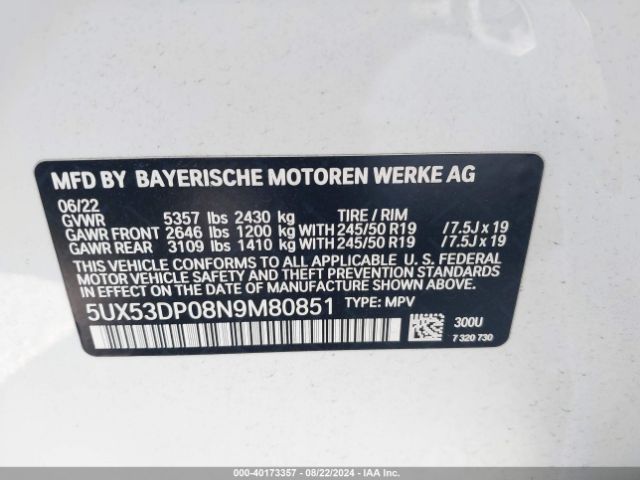 MFD BY BAYERISCHE MOTOREN WERKE AG
06/22 TIRE / RIM
GVWR 5357 lbs 2430 kg
GAWR FRONT 2646 lbs 1200 kg WITH 245/50 R19 /7.5J x 19
GAWR REAR 3109 lbs 1410 kg WITH 245/50 R19 /7.5J x 19
THIS VEHICLE CONFORMS TO ALL APPLICABLE U. S. FEDERAL
MOTOR VEHICLE SAFETY AND THEFT PREVENTION STANDARDS
IN EFFECT ON THE DATE OF MANUFACTURE SHOWN ABOVE.
5UX53DP08N9M80851 TYPE: MPV
300U
7 320 730
000-40173357 - 08/22/2024 - IAA Inc.